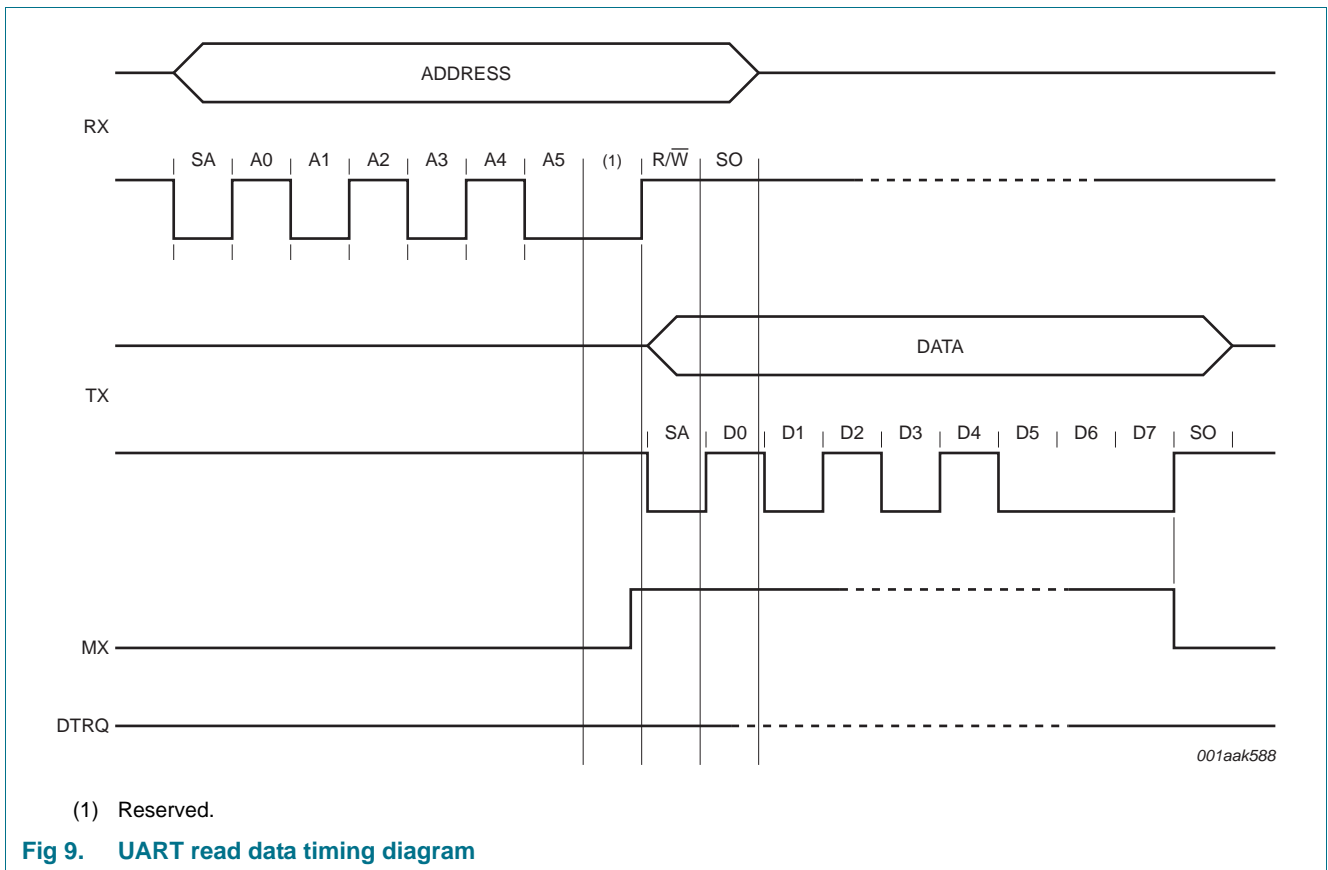 ADDRESS
RX
SA A0 A1 A2 A3 A4 A5 (1) R/W̅ SO
DATA
TX
SA D0 D1 D2 D3 D4 D5 D6 D7 SO
MX
DTRQ
001aak588
(1) Reserved.
Fig 9. UART read data timing diagram